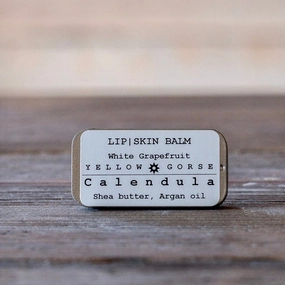 LIP|SKIN BALM
White Grapefruit
YELLOW GORSE
Calendula
Shea butter, Argan oil